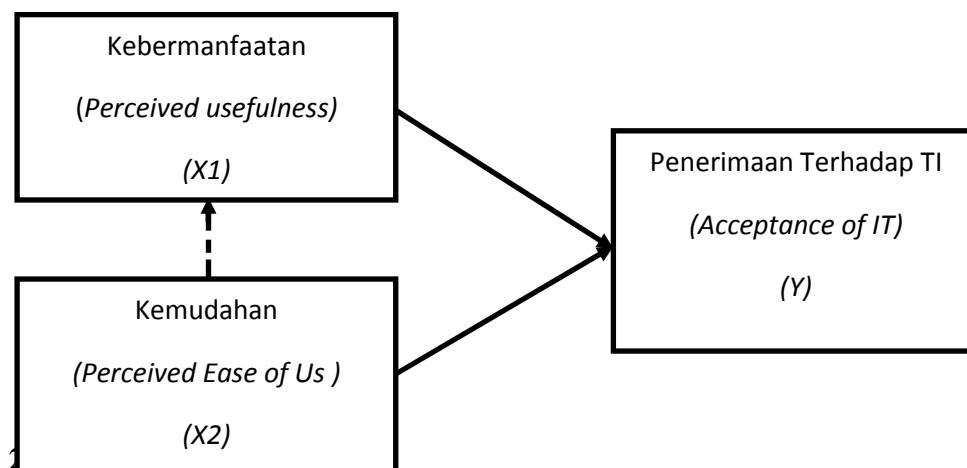 Kebermanfaatan
(Perceived usefulness)
(X1)
Penerimaan Terhadap TI
(Acceptance of IT)
(Y)
Kemudahan
(Perceived Ease of Us )
(X2)